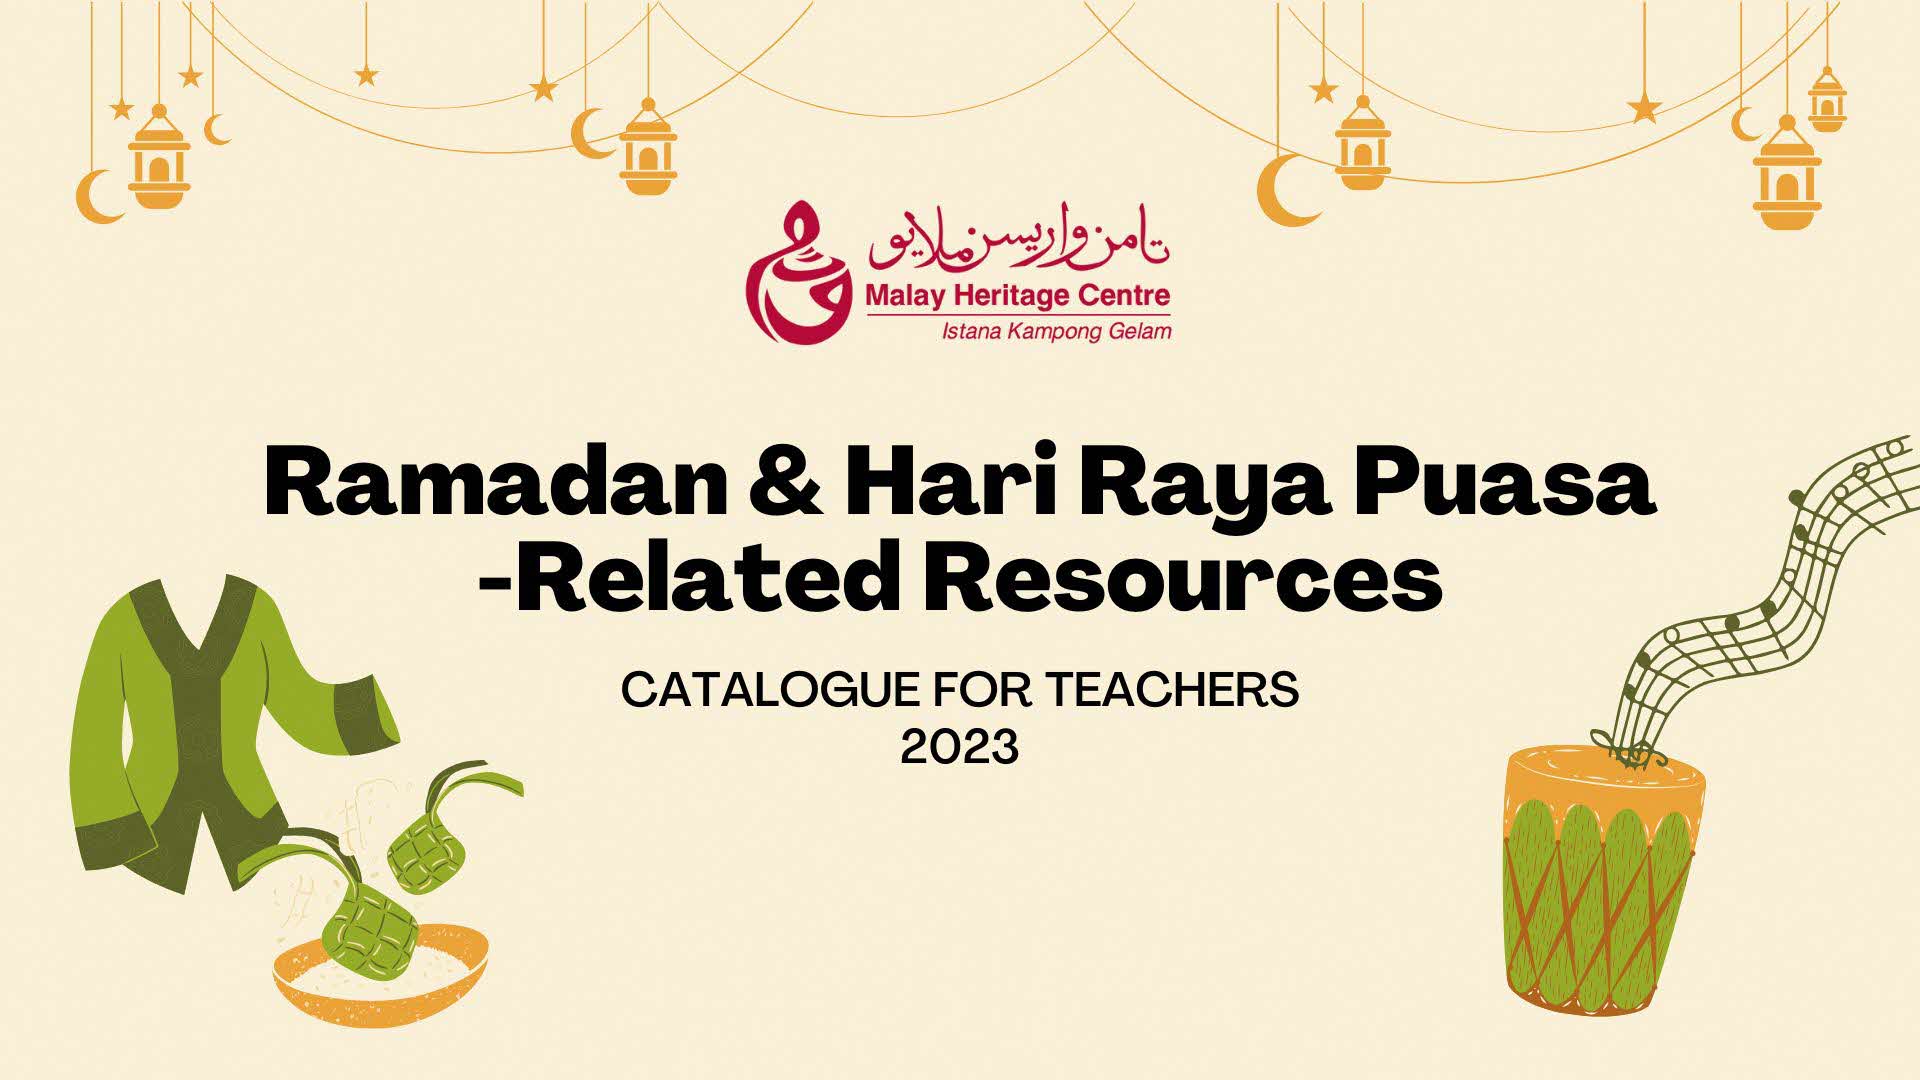 تامن واريسن ملايو
Malay Heritage Centre
Istana Kampong Gelam
Ramadan & Hari Raya Puasa
-Related Resources
CATALOGUE FOR TEACHERS
2023